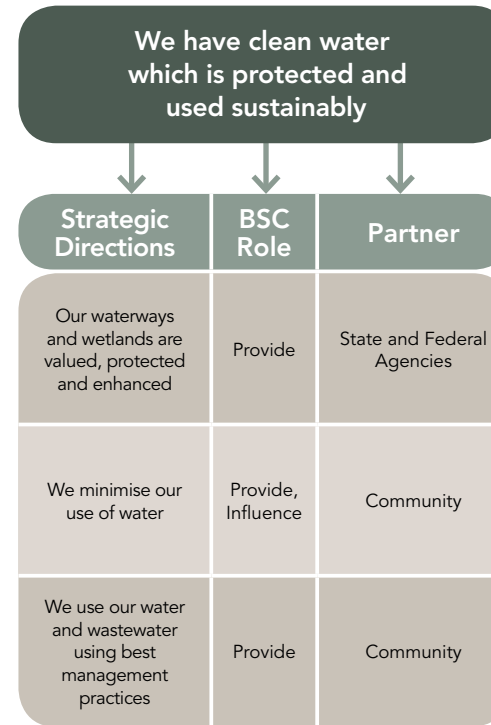 We have clean water
which is protected and
used sustainably
Strategic
Directions
BSC
Role
Partner
Our waterways
and wetlands are
valued, protected
and enhanced
Provide
State and Federal
Agencies
We minimise our
use of water
Provide,
Influence
Community
We use our water
and wastewater
using best
management
practices
Provide
Community